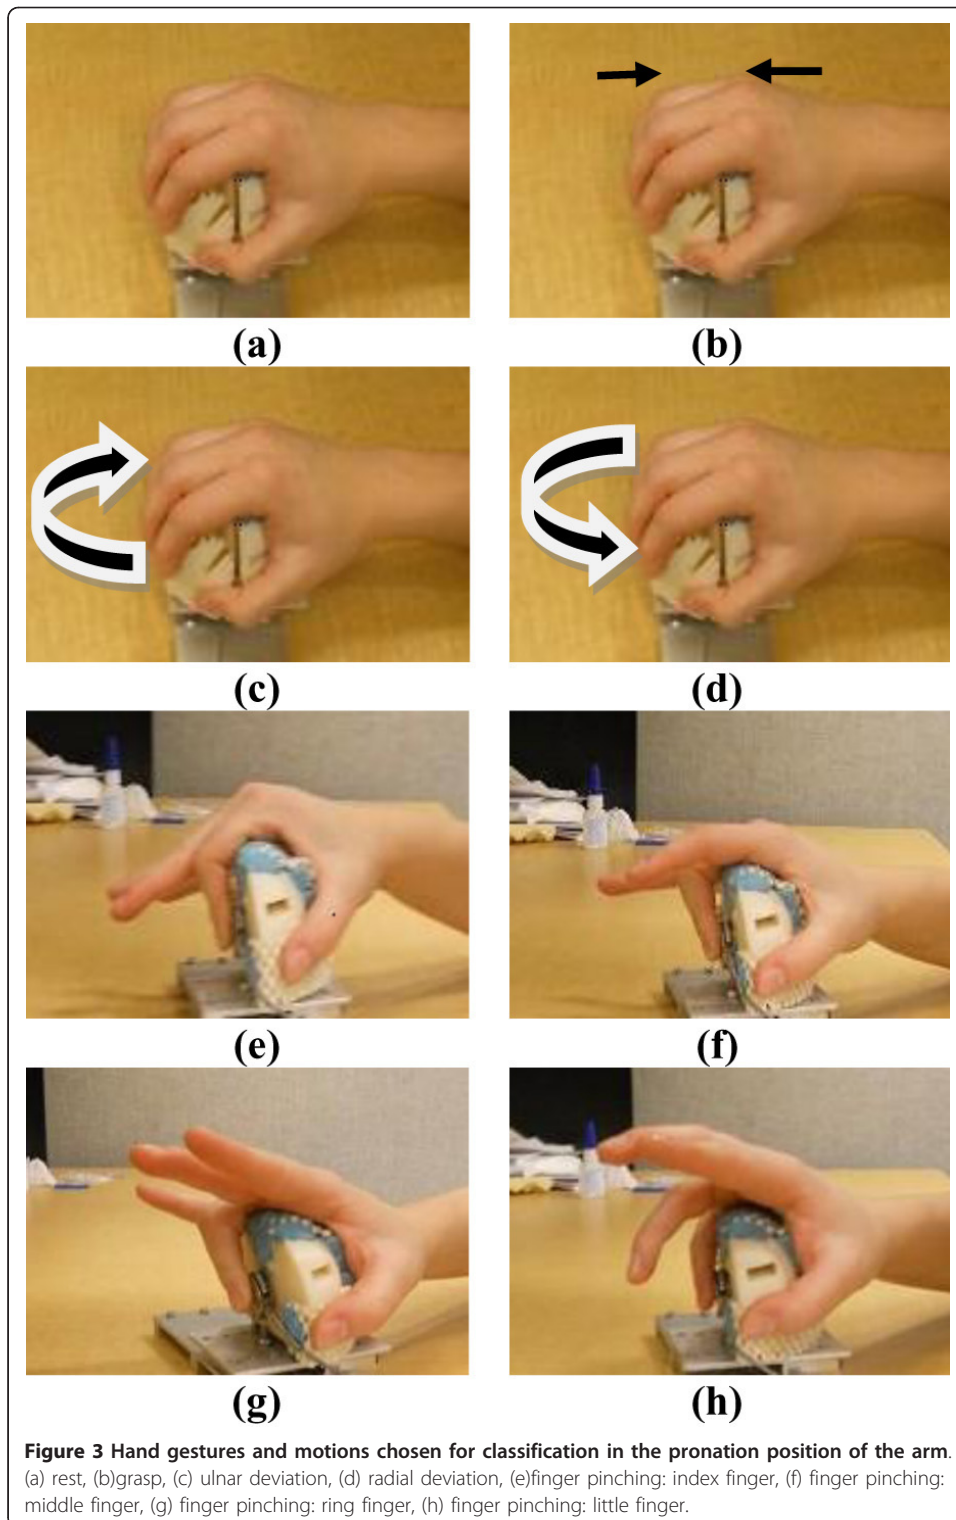 (a)
(b)
(c)
(d)
(e)
(f)
(g)
(h)
Figure 3 Hand gestures and motions chosen for classification in the pronation position of the arm.
(a) rest, (b)grasp, (c) ulnar deviation, (d) radial deviation, (e)finger pinching: index finger, (f) finger pinching:
middle finger, (g) finger pinching: ring finger, (h) finger pinching: little finger.